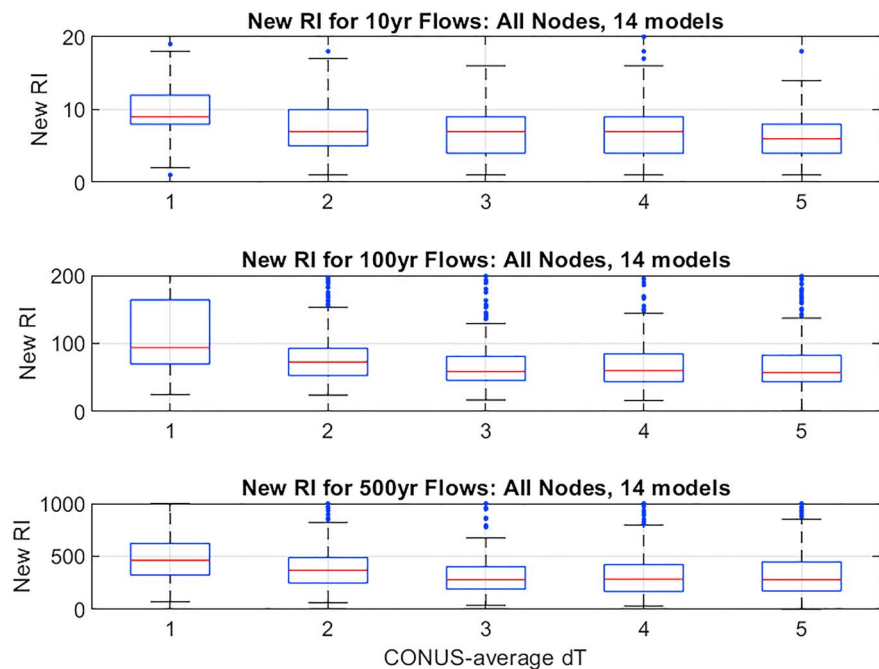 New RI for 10yr Flows: All Nodes, 14 models
20
10
0
New RI
1 2 3 4 5
New RI for 100yr Flows: All Nodes, 14 models
200
100
0
New RI
1 2 3 4 5
New RI for 500yr Flows: All Nodes, 14 models
1000
500
0
New RI
1 2 3 4 5
CONUS-average dT